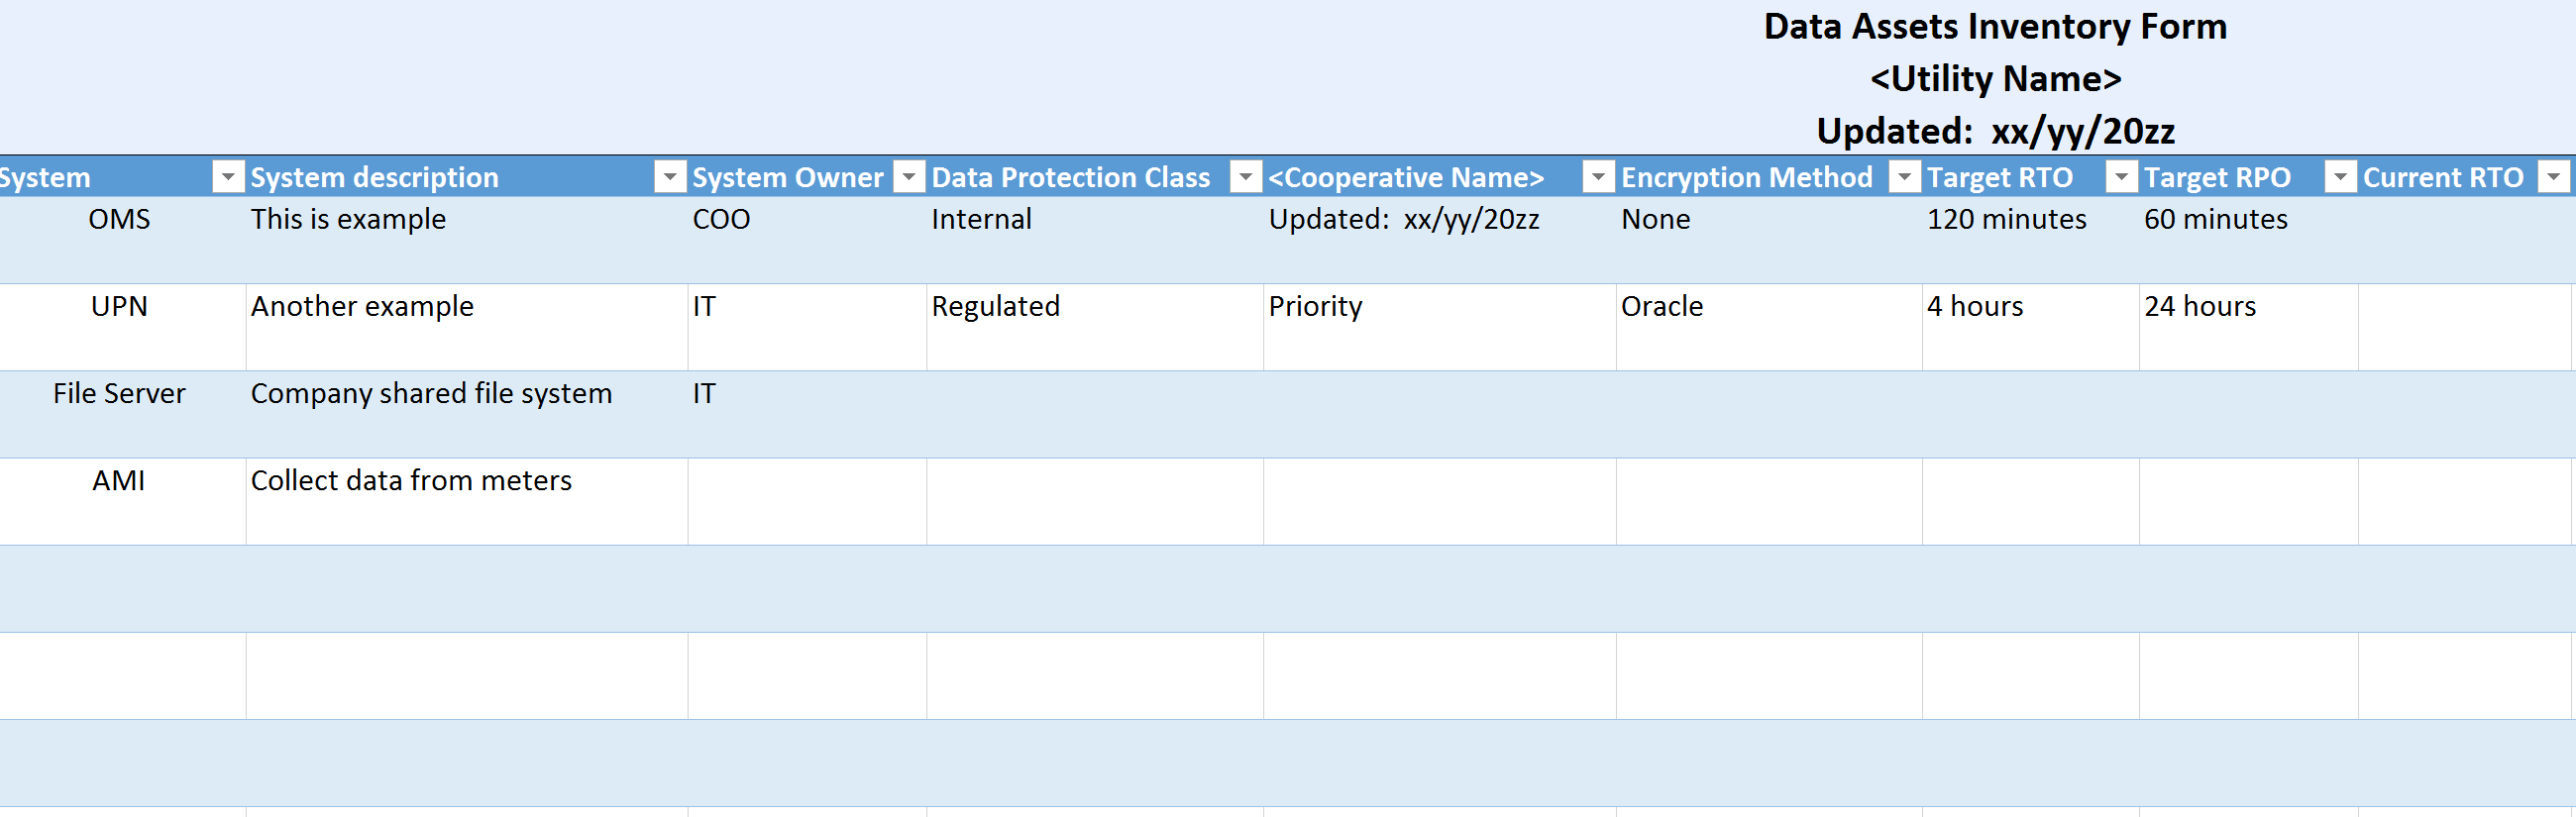 Data Assets Inventory Form
<Utility Name>
Updated:  xx/yy/20zz
System System description System Owner Data Protection Class <Cooperative Name> Encryption Method Target RTO Target RPO Current RTO
OMS This is example COO Internal Updated:  xx/yy/20zz None 120 minutes 60 minutes
UPN Another example IT Regulated Priority Oracle 4 hours 24 hours
File Server Company shared file system IT
AMI Collect data from meters